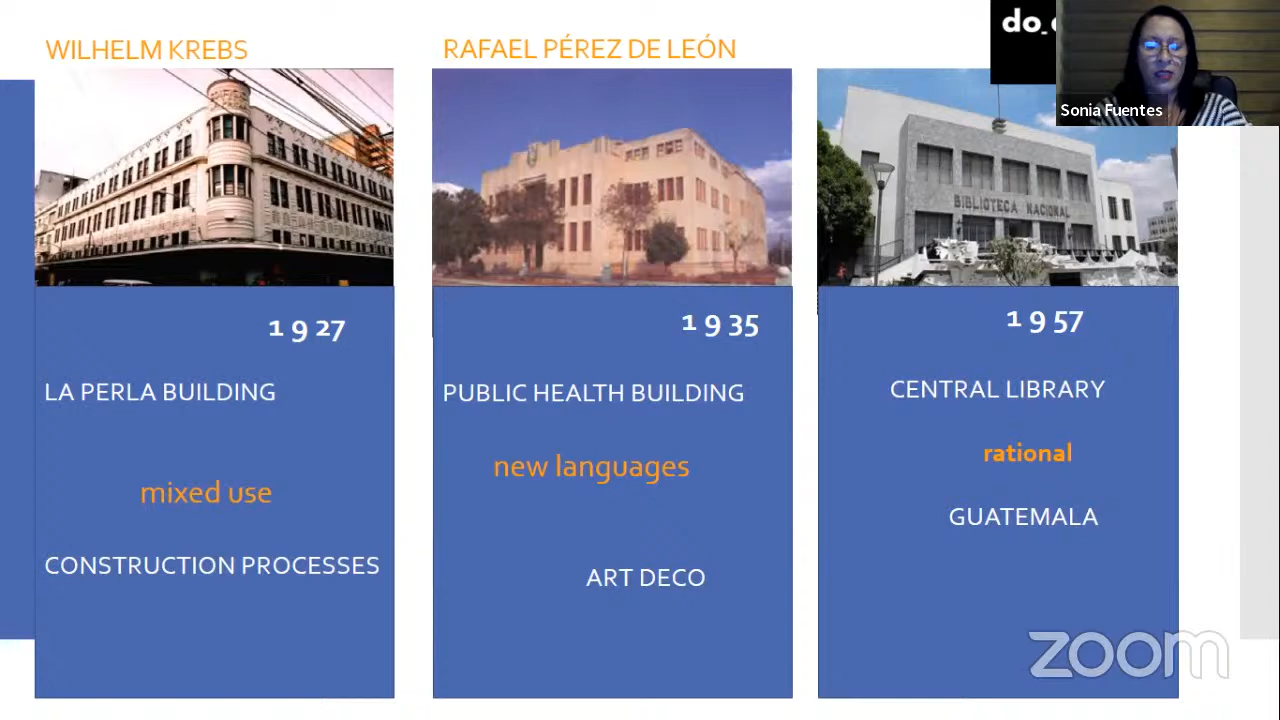 WILHELM KREBS
RAFAEL PÉREZ DE LEÓN
do_
Sonia Fuentes
BIBLIOTECA NACIONAL
1 9 27
LA PERLA BUILDING
mixed use
CONSTRUCTION PROCESSES
1 9 35
PUBLIC HEALTH BUILDING
new languages
ART DECO
1 9 57
CENTRAL LIBRARY
rational
GUATEMALA
zoom